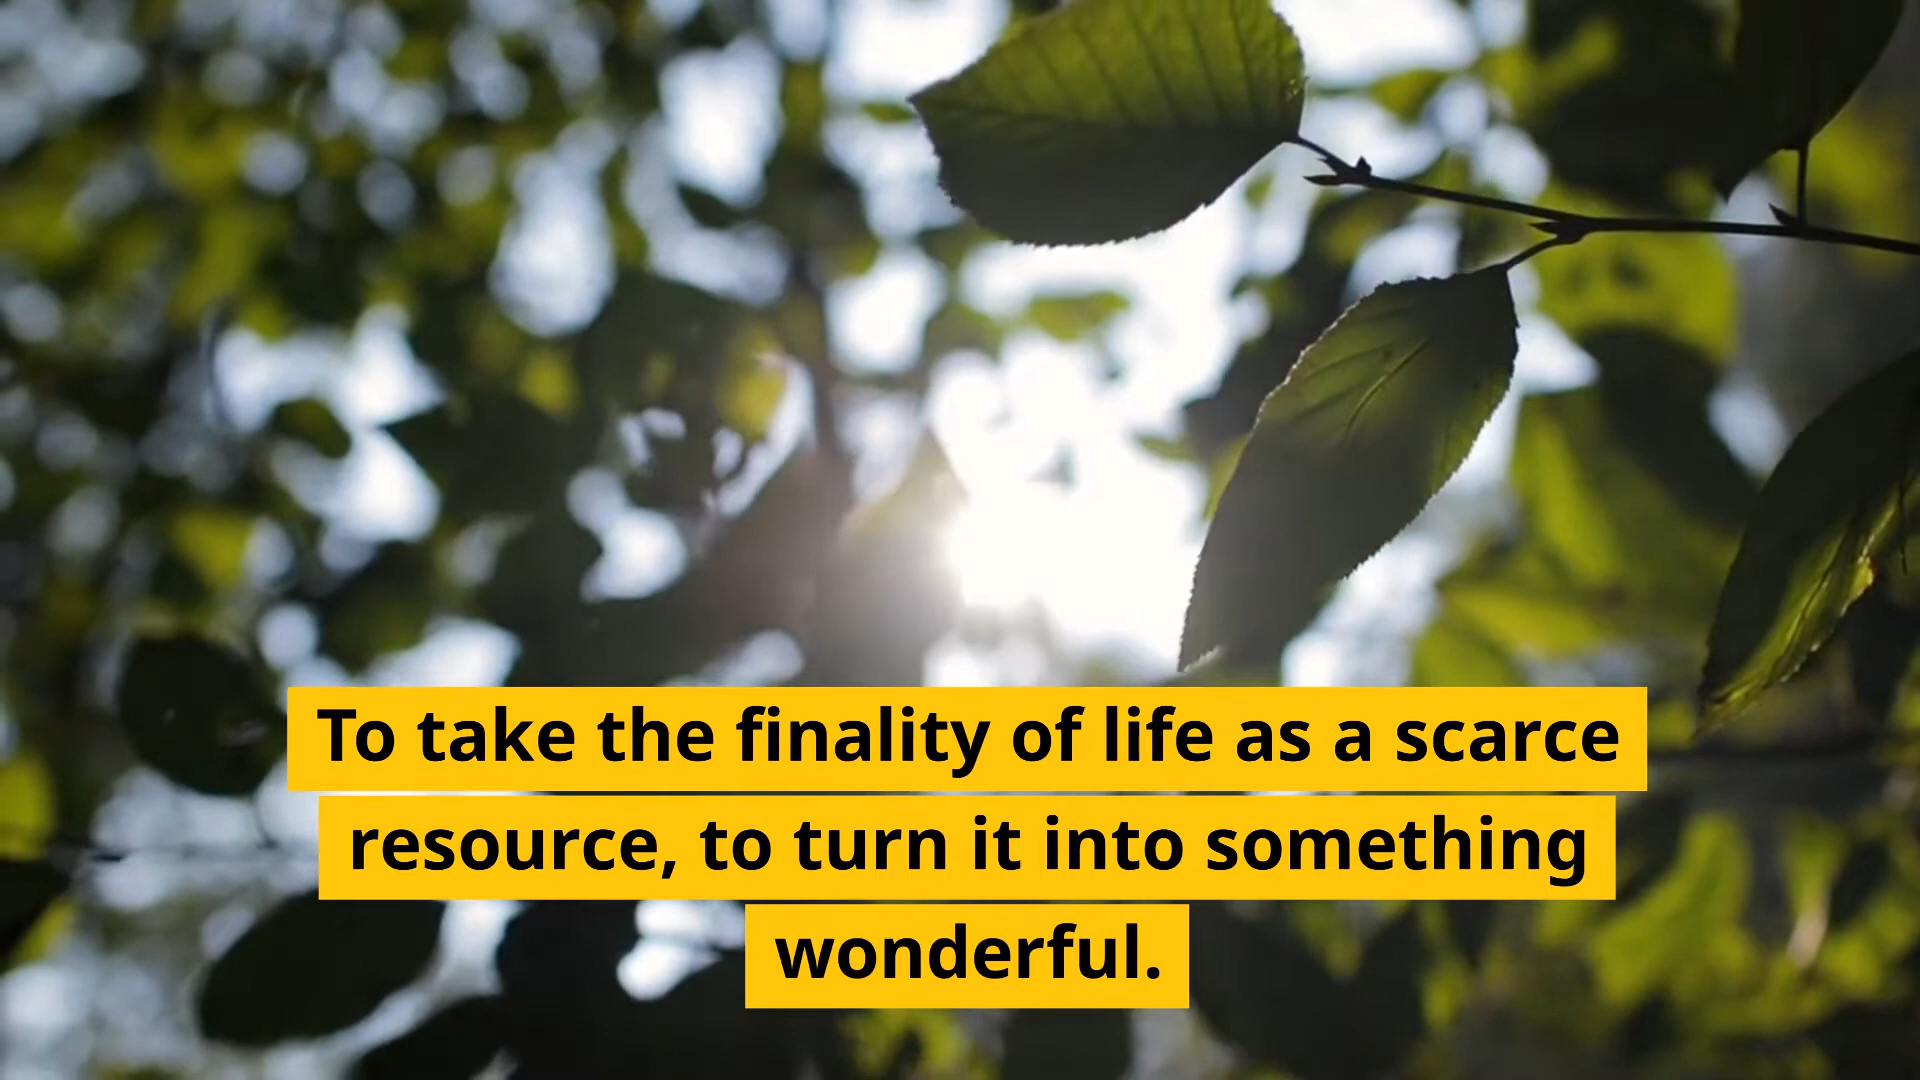 To take the finality of life as a scarce
resource, to turn it into something
wonderful.